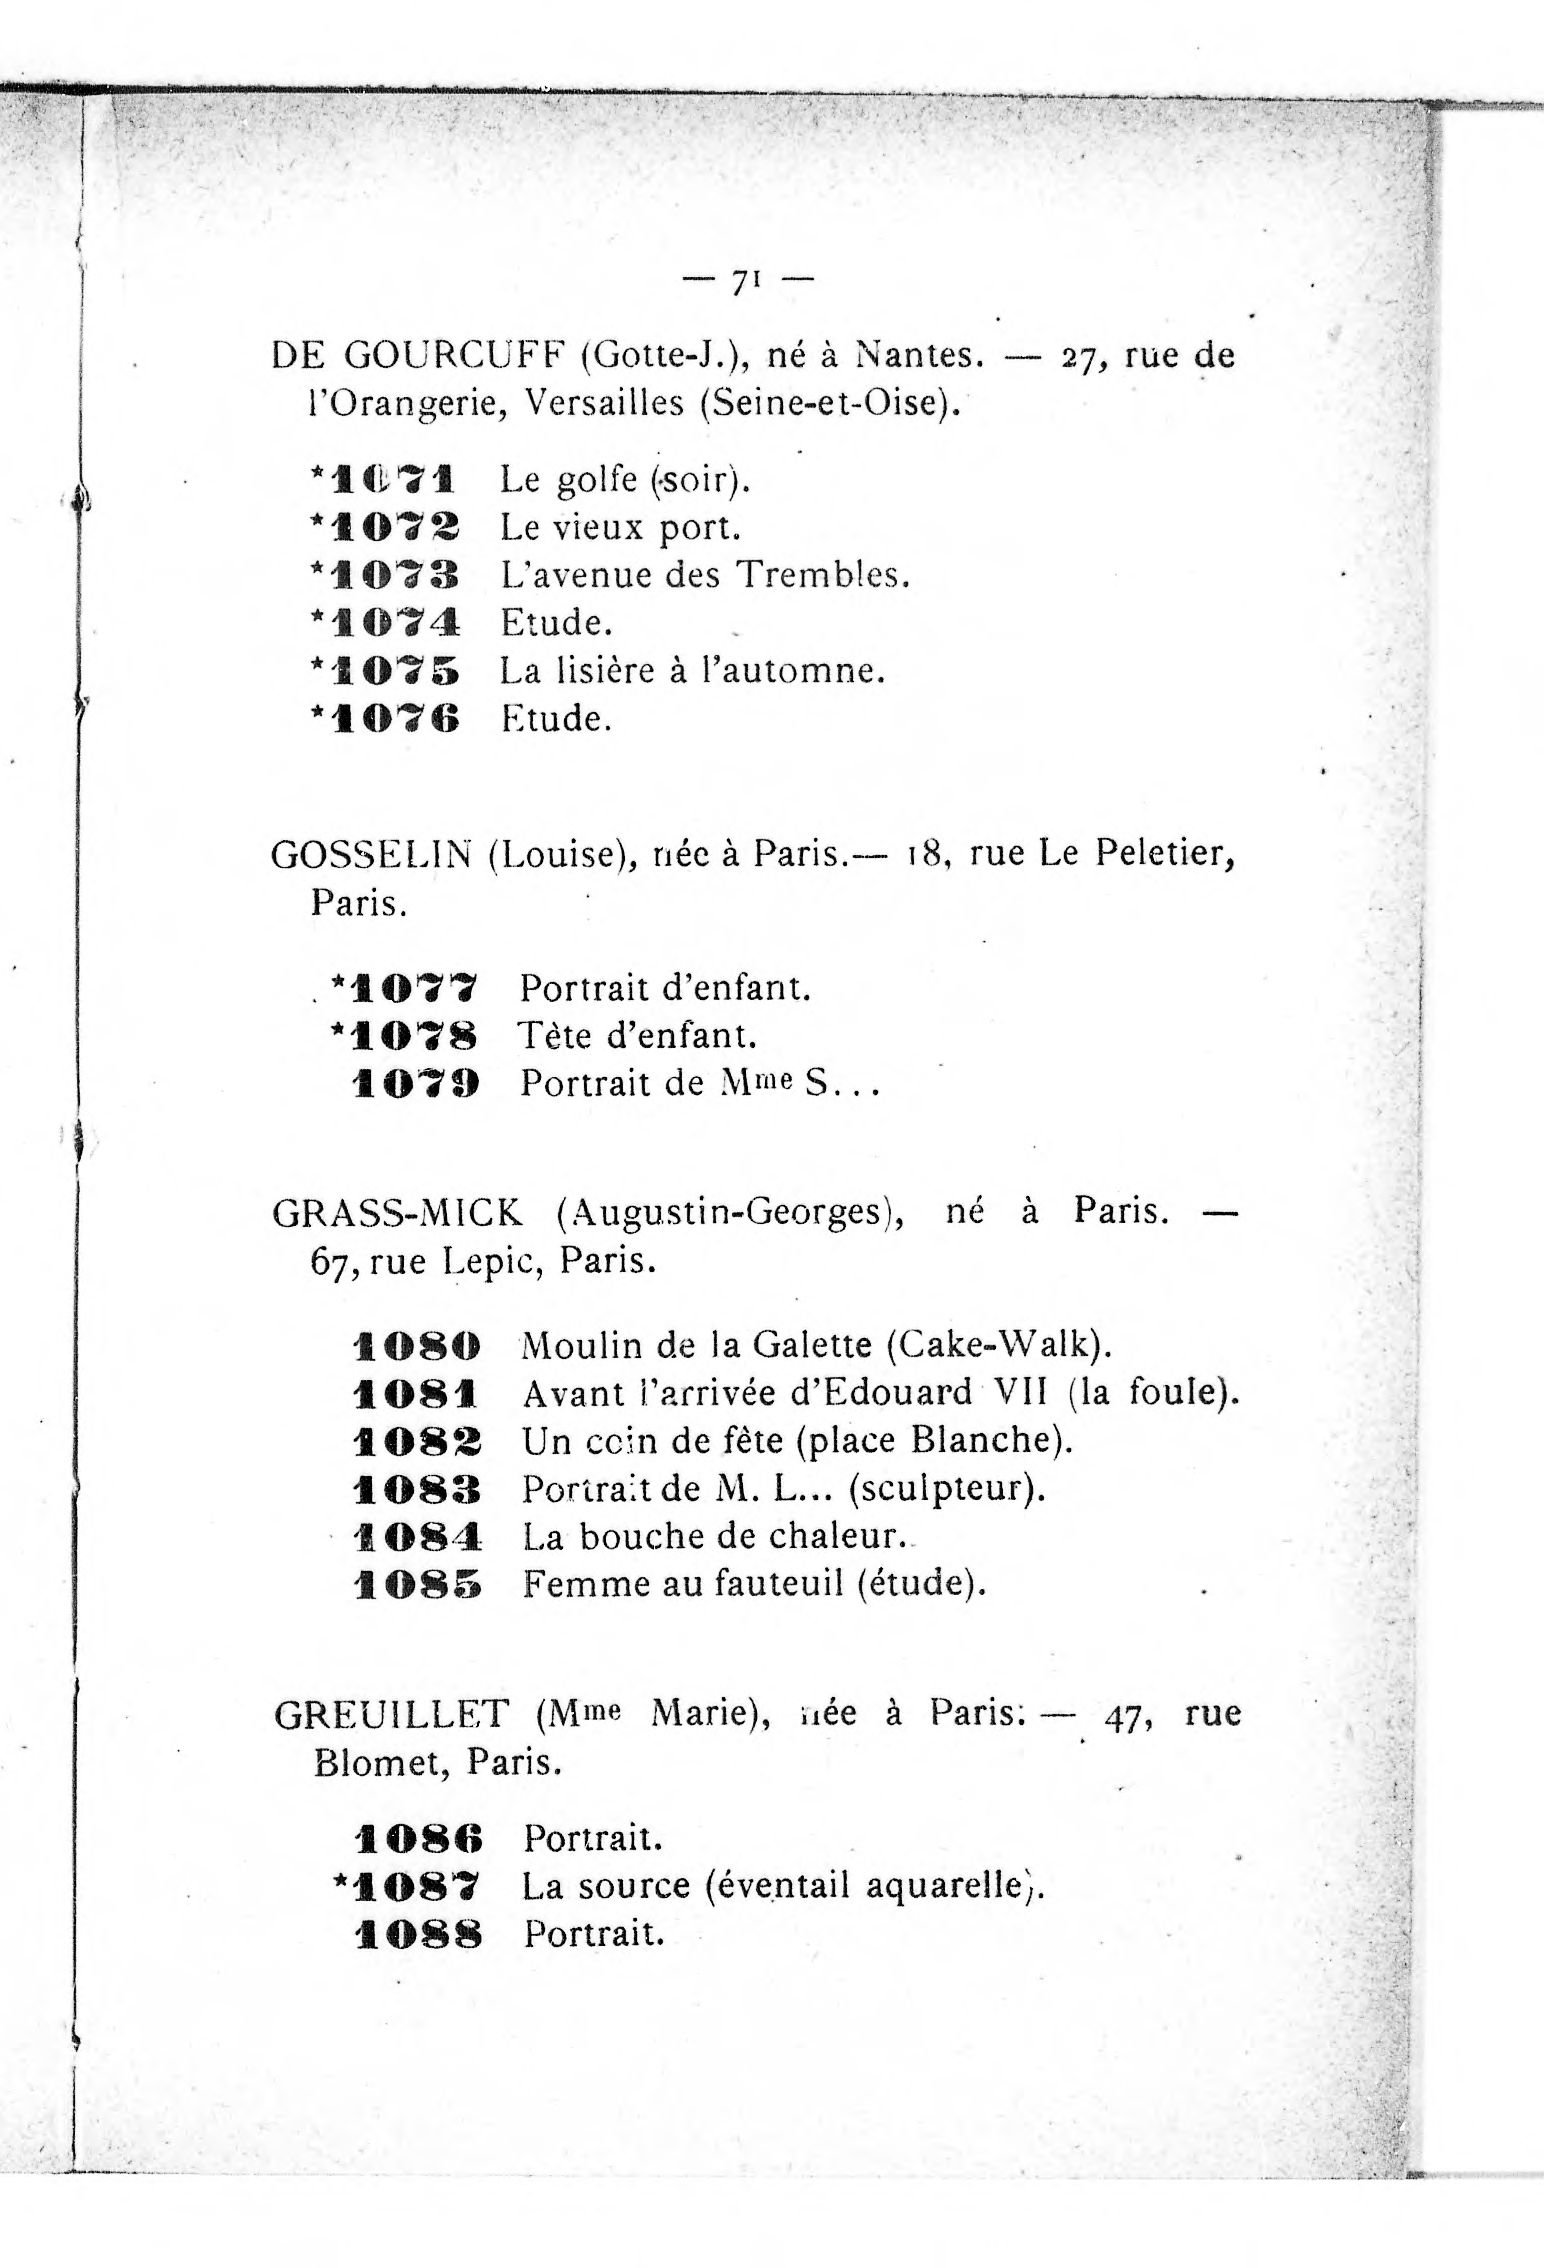 — 71 —
DE GOURCUFF (Gotte-J.), né à Nantes. — 27, rue de
l'Orangerie, Versailles (Seine-et-Oise).
*1071 Le golfe (soir).
*1072 Le vieux port.
*1073 L'avenue des Trembles.
*1074 Etude.
*1075 La lisière à l'automne.
*1076 Etude.
GOSSELIN (Louise), née à Paris.— 18, rue Le Peletier,
Paris.
*1077 Portrait d'enfant.
*1078 Tète d'enfant.
1079 Portrait de Mme S...
GRASS-MICK (Augustin-Georges), né à Paris. —
67, rue Lepic, Paris.
1080 Moulin de la Galette (Cake-Walk).
1081 Avant l'arrivée d'Edouard VII (la foule).
1082 Un coin de fête (place Blanche).
1083 Portrait de M. L... (sculpteur).
1084 La bouche de chaleur.
1085 Femme au fauteuil (étude).
GREUILLET (Mme Marie), née à Paris. — 47, rue
Blomet, Paris.
1086 Portrait.
*1087 La source (éventail aquarelle).
1088 Portrait.